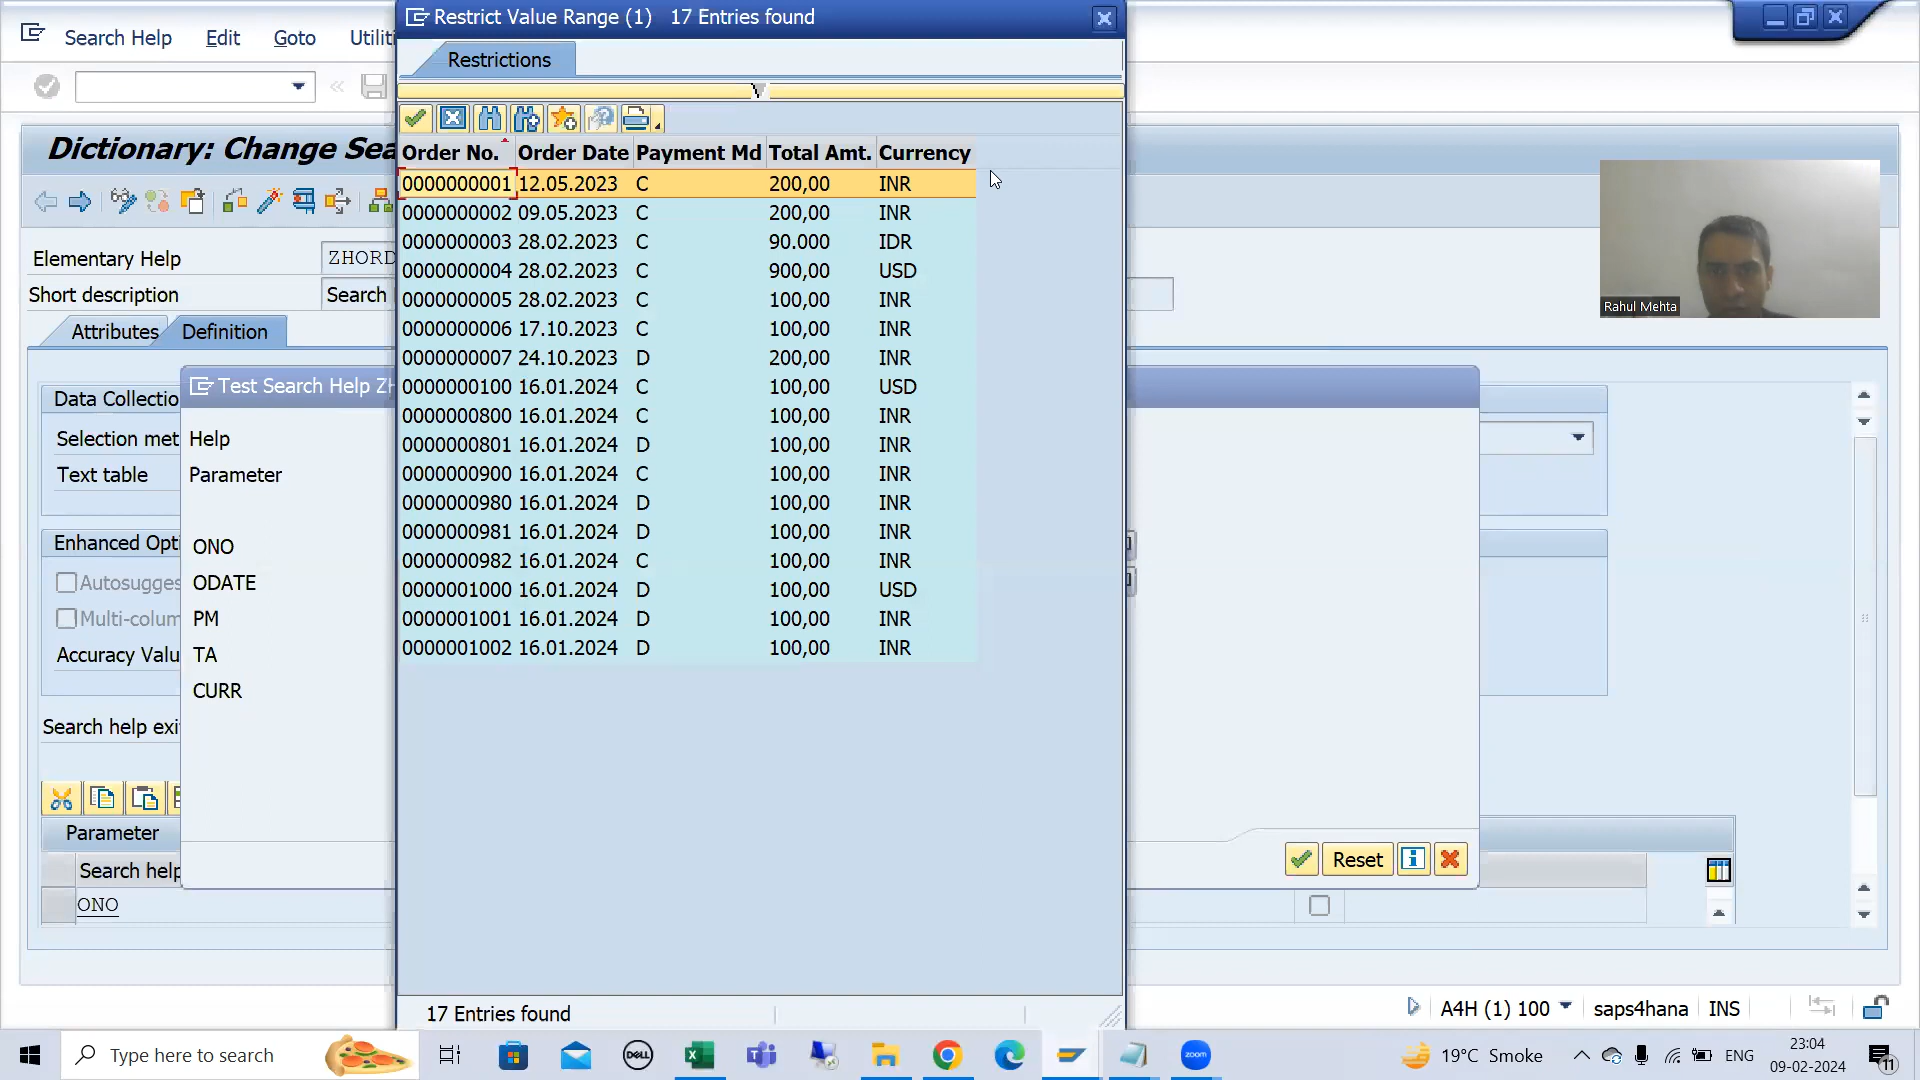 Restrict Value Range (1)   17 Entries found
Search Help   Edit   Goto
Restrictions
Dictionary: Change Sea
Order No.   Order Date   Payment Md   Total Amt.   Currency
0000000001   12.05.2023   C   200,00   INR
0000000002   09.05.2023   C   200,00   INR
0000000003   28.02.2023   C   90.000   IDR
0000000004   28.02.2023   C   900,00   USD
0000000005   28.02.2023   C   100,00   INR
0000000006   17.10.2023   C   100,00   INR
0000000007   24.10.2023   D   200,00   INR
0000000100   16.01.2024   C   100,00   USD
0000000800   16.01.2024   C   100,00   INR
0000000801   16.01.2024   D   100,00   INR
0000000900   16.01.2024   C   100,00   INR
0000000980   16.01.2024   D   100,00   INR
0000000981   16.01.2024   D   100,00   INR
0000000982   16.01.2024   C   100,00   INR
0000001000   16.01.2024   D   100,00   USD
0000001001   16.01.2024   D   100,00   INR
0000001002   16.01.2024   D   100,00   INR
17 Entries found
Elementary Help   ZHORD
Short description   Search
Attributes   Definition
Data Collectio
Selection met
Text table
Enhanced Opti
Autosugges
Multi-colum
Accuracy Valu
Search help exi
Parameter
Search help
ONO
Test Search Help ZH
Help
Parameter
ONO
ODATE
PM
TA
CURR
Reset
Rahul Mehta
A4H (1) 100   saps4hana   INS
Type here to search
DELL
zoom
19°C Smoke
ENG
23:04
09-02-2024
11